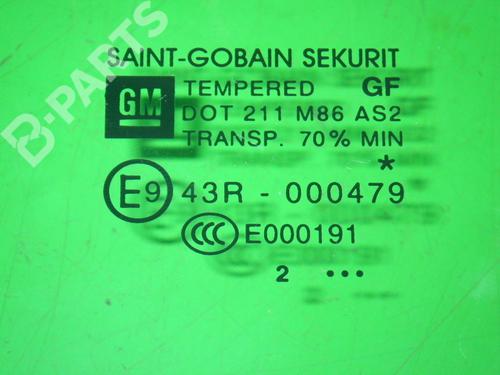 B-PARTS
SAINT-GOBAIN SEKURIT
GM
TEMPERED GF
DOT 211 M86 AS2
TRANSP. 70% MIN
*
E9 43R - 000479
CCC E000191
2 •••